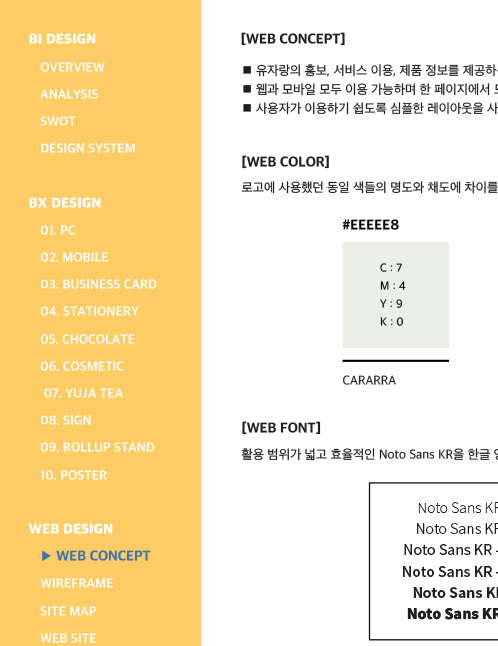 BI DESIGN
OVERVIEW
ANALYSIS
SWOT
DESIGN SYSTEM
BX DESIGN
01. PC
02. MOBILE
03. BUSINESS CARD
04. STATIONERY
05. CHOCOLATE
06. COSMETIC
07. YUJA TEA
08. SIGN
09. ROLLUP STAND
10. POSTER
WEB DESIGN
▶ WEB CONCEPT
WIREFRAME
SITE MAP
WEB SITE
[WEB CONCEPT]
■ 유자랑의 홍보, 서비스 이용, 제품 정보를 제공하
■ 웹과 모바일 모두 이용 가능하며 한 페이지에서
■ 사용자가 이용하기 쉽도록 심플한 레이아웃을 사
[WEB COLOR]
로고에 사용했던 동일 색들의 명도와 채도에 차이를
#EEEEE8
C : 7
M : 4
Y : 9
K : 0
CARARRA
[WEB FONT]
활용 범위가 넓고 효율적인 Noto Sans KR을 한글
Noto Sans KR
Noto Sans KR
Noto Sans KR -
Noto Sans KR -
Noto Sans KR
Noto Sans KR